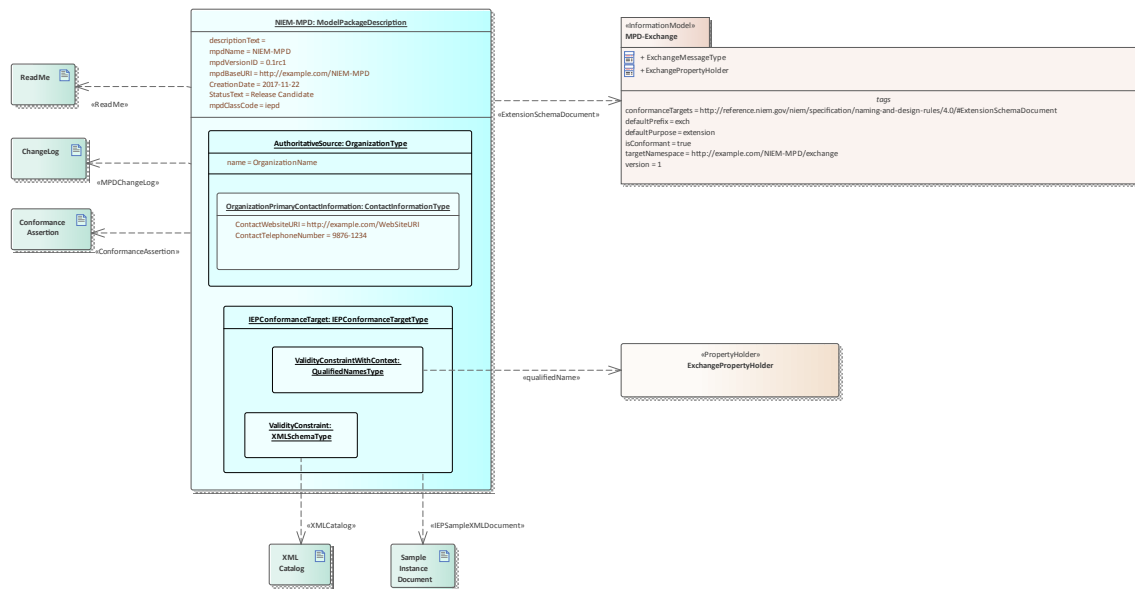 NIEM-MPD: ModelPackageDescription
descriptionText =
mpdName = NIEM-MPD
mpdVersionID = 0.1rc1
mpdBaseURI = http://example.com/NIEM-MPD
CreationDate = 2017-11-22
StatusText = Release Candidate
mpdClassCode = iepd
AuthoritativeSource: OrganizationType
name = OrganizationName
OrganizationPrimaryContactInformation: ContactInformationType
ContactWebsiteURI = http://example.com/WebSiteURI
ContactTelephoneNumber = 9876-1234
IEPConformanceTarget: IEPConformanceTargetType
ValidityConstraintWithContext:
QualifiedNamesType
ValidityConstraint:
XMLSchemaType
ReadMe
«ReadMe»
ChangeLog
«MPDChangeLog»
Conformance
Assertion
«ConformanceAssertion»
«ExtensionSchemaDocument»
«InformationModel»
MPD-Exchange
+ ExchangeMessageType
+ ExchangePropertyHolder
tags
conformanceTargets = http://reference.niem.gov/niem/specification/naming-and-design-rules/4.0/#ExtensionSchemaDocument
defaultPrefix = exch
defaultPurpose = extension
isConformant = true
targetNamespace = http://example.com/NIEM-MPD/exchange
version = 1
«qualifiedName»
«PropertyHolder»
ExchangePropertyHolder
«XMLCatalog»
«IEPSampleXMLDocument»
XML
Catalog
Sample
Instance
Document